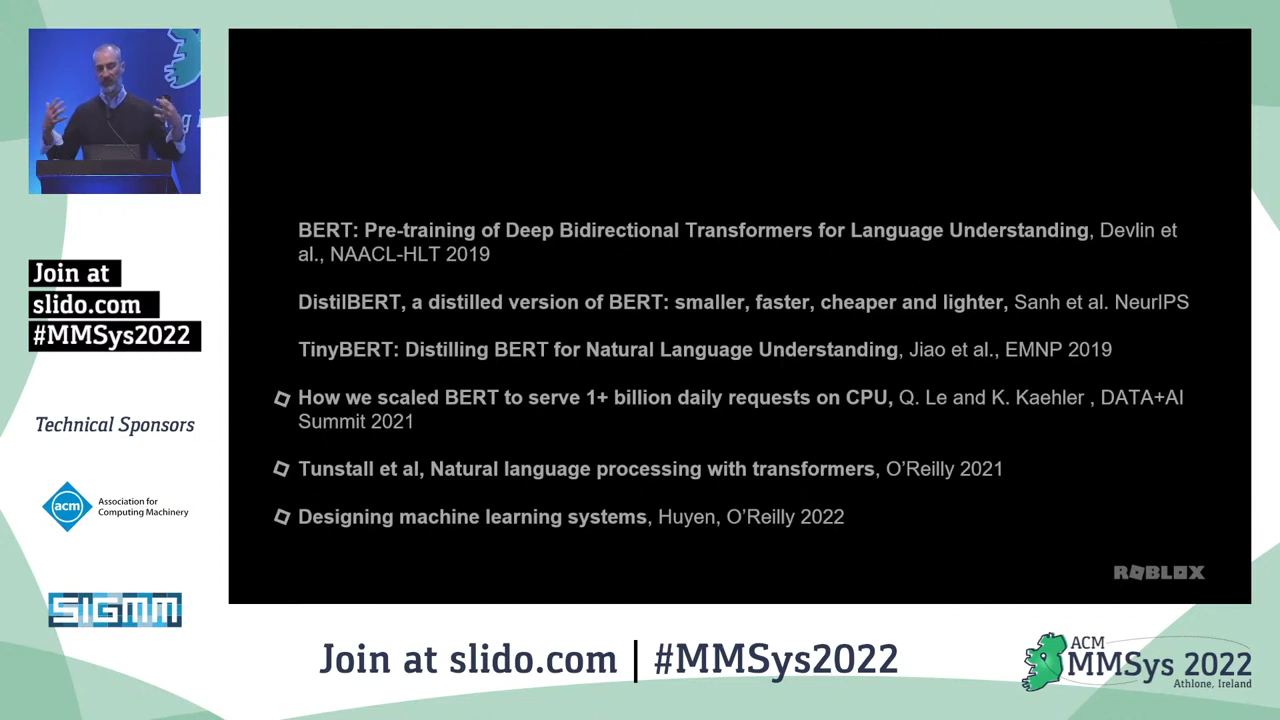 BERT: Pre-training of Deep Bidirectional Transformers for Language Understanding, Devlin et
al., NAACL-HLT 2019
DistilBERT, a distilled version of BERT: smaller, faster, cheaper and lighter, Sanh et al. NeurIPS
TinyBERT: Distilling BERT for Natural Language Understanding, Jiao et al., EMNP 2019
How we scaled BERT to serve 1+ billion daily requests on CPU, Q. Le and K. Kaehler , DATA+AI
Summit 2021
Tunstall et al, Natural language processing with transformers, O’Reilly 2021
Designing machine learning systems, Huyen, O’Reilly 2022
ROBLOX
Join at
slido.com
#MMSys2022
Technical Sponsors
acm
Association for
Computing Machinery
SIGMM
Join at slido.com | #MMSys2022
ACM
MMSys 2022
Athlone, Ireland